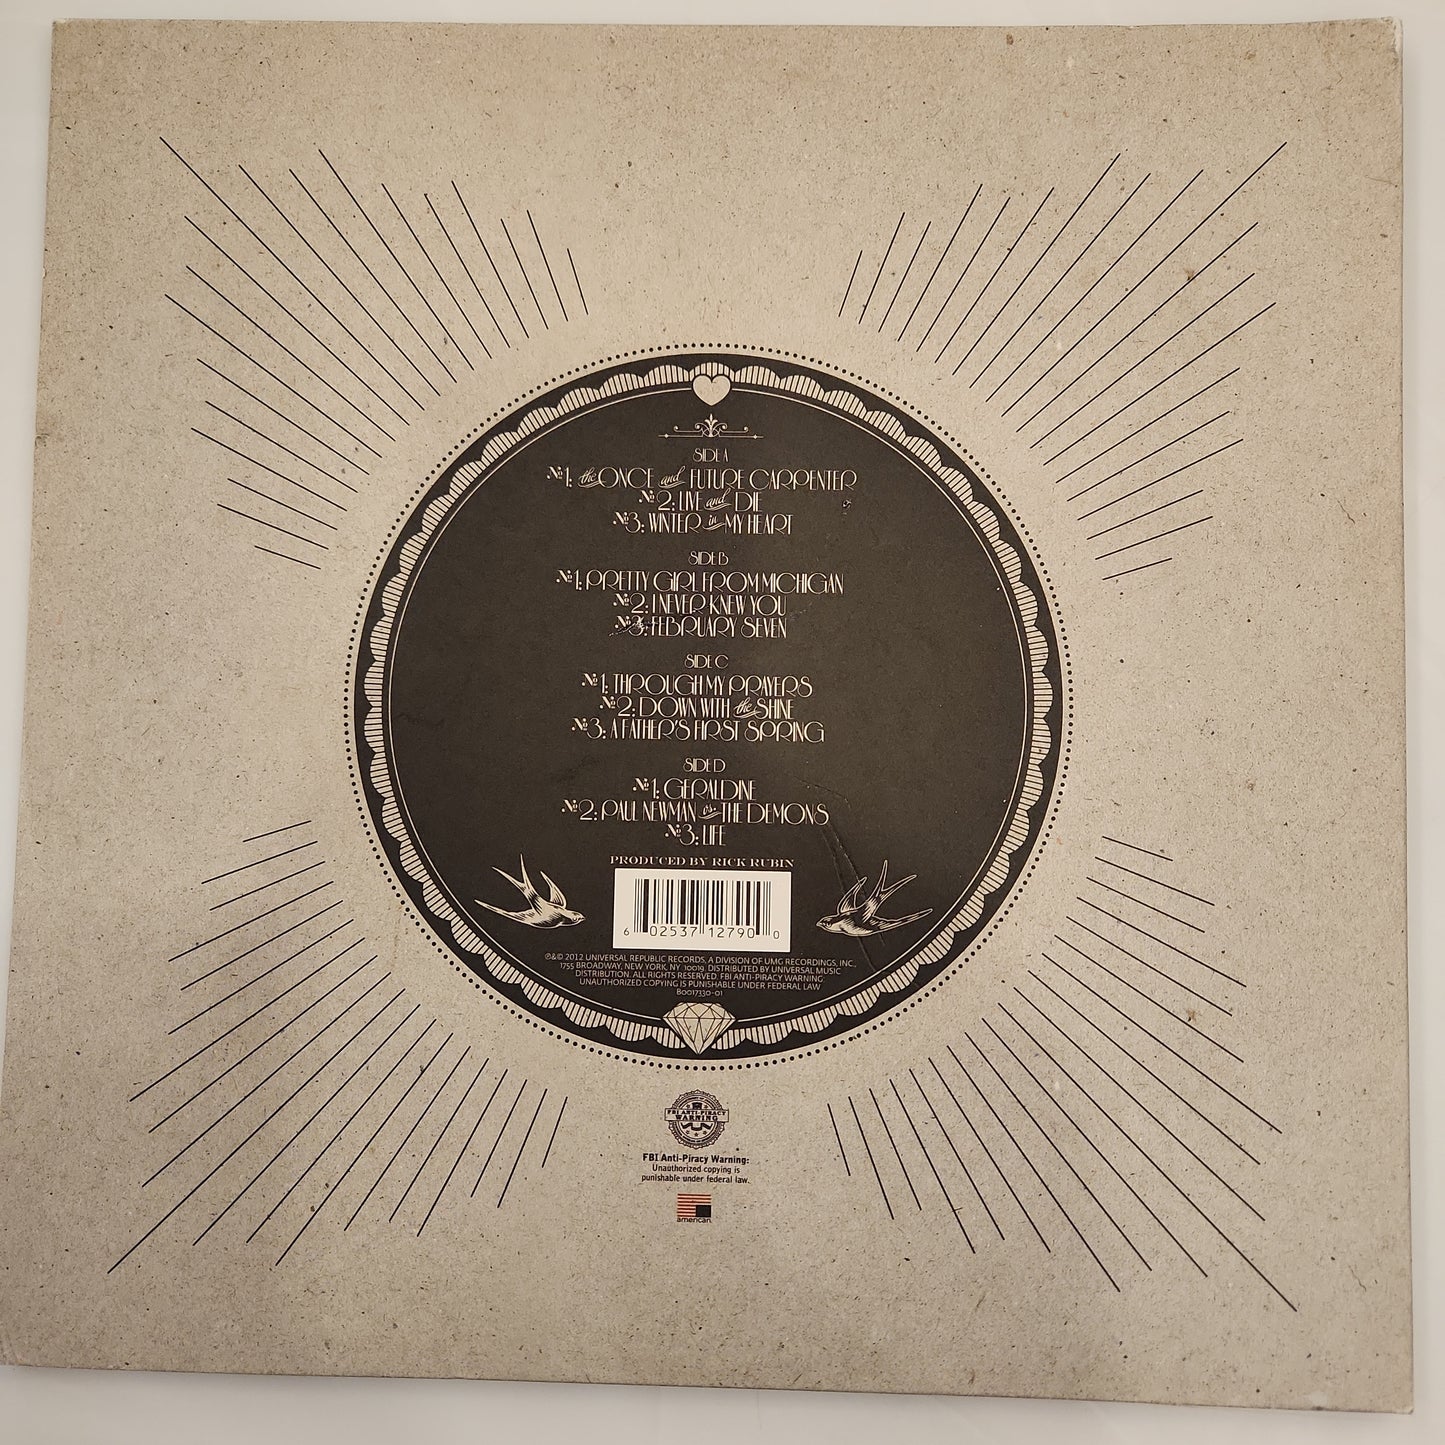 SIDE A
№1: the ONCE and FUTURE CARPENTER
№2: LIVE and DIE
№3: WINTER in MY HEART
SIDE B
№1: PRETTY GIRL FROM MICHIGAN
№2: I NEVER KNEW YOU
№3: FEBRUARY SEVEN
SIDE C
№1: THROUGH MY PRAYERS
№2: DOWN WITH the SHINE
№3: A FATHER'S FIRST SPRING
SIDE D
№1: GERALDINE
№2: PAUL NEWMAN vs. THE DEMONS
№3: LIFE
PRODUCED BY RICK RUBIN
6 02537 12790 0
℗&© 2012 UNIVERSAL REPUBLIC RECORDS, A DIVISION OF UMG RECORDINGS, INC.,
1755 BROADWAY, NEW YORK, NY 10019. DISTRIBUTED BY UNIVERSAL MUSIC
DISTRIBUTION. ALL RIGHTS RESERVED. FBI ANTI-PIRACY WARNING:
UNAUTHORIZED COPYING IS PUNISHABLE UNDER FEDERAL LAW
B0017330-01
FBI ANTI-PIRACY
WARNING
FBI Anti-Piracy Warning:
Unauthorized copying is
punishable under federal law.
american